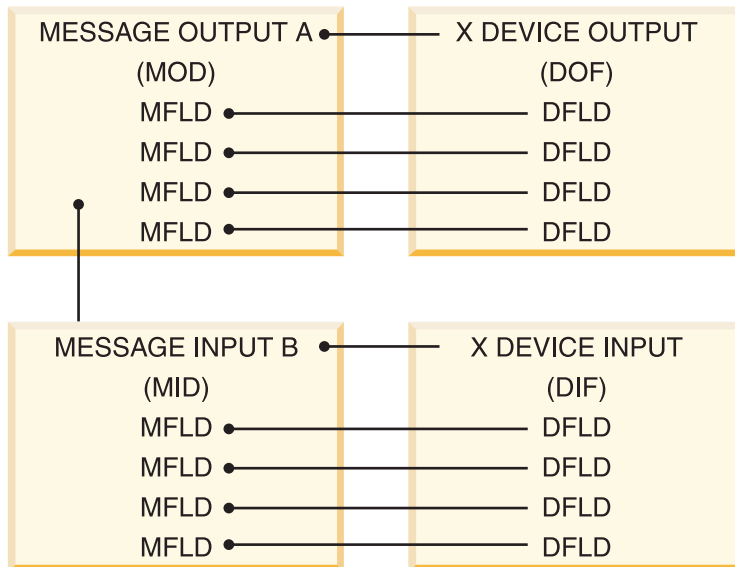 MESSAGE OUTPUT A
(MOD)
MFLD
MFLD
MFLD
MFLD
X DEVICE OUTPUT
(DOF)
DFLD
DFLD
DFLD
DFLD
MESSAGE INPUT B
(MID)
MFLD
MFLD
MFLD
MFLD
X DEVICE INPUT
(DIF)
DFLD
DFLD
DFLD
DFLD